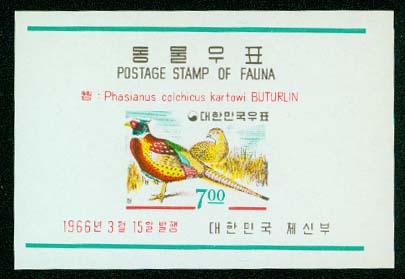 동물우표
POSTAGE STAMP OF FAUNA
꿩 : Phasianus colchicus kartowi BUTURLIN
대한민국우표
7.00
1966년 3월 15일 발행 대한민국 체신부